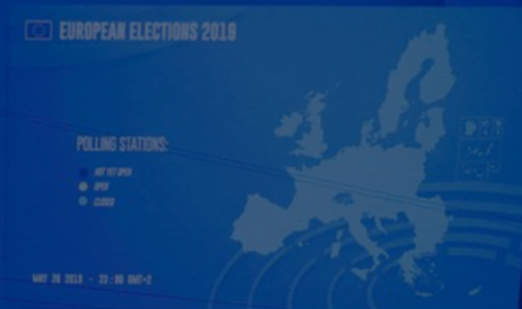 EUROPEAN ELECTIONS 2019
POLLING STATIONS:
NOT YET OPEN
OPEN
CLOSED
MAY 26 2019 - 23:00 GMT+2